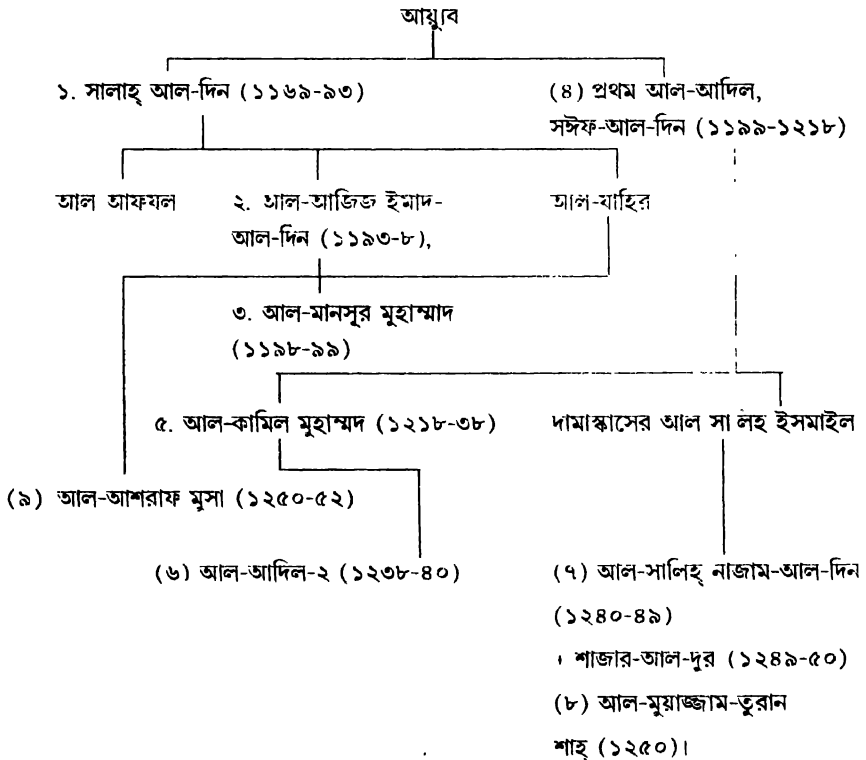 আয়ুব
১. সালাহ্ আল-দিন (১১৬৯-৯৩)
(৪) প্রথম আল-আদিল,
সঈফ-আল-দিন (১১৯৯-১২১৮)
আল আফযল
২. আল-আজিজ ইমাদ-
আল-দিন (১১৯৩-৮),
আল-যাহির
৩. আল-মানসূর মুহাম্মাদ
(১১৯৮-৯৯)
৫. আল-কামিল মুহাম্মদ (১২১৮-৩৮)
দামাস্কাসের আল সালিহ ইসমাইল
(৯) আল-আশরাফ মুসা (১২৫০-৫২)
(৬) আল-আদিল-২ (১২৩৮-৪০)
(৭) আল-সালিহ্ নাজাম-আল-দিন
(১২৪০-৪৯)
। শাজার-আল-দুর (১২৪৯-৫০)
(৮) আল-মুয়াজ্জাম-তুরান
শাহ্ (১২৫০)।